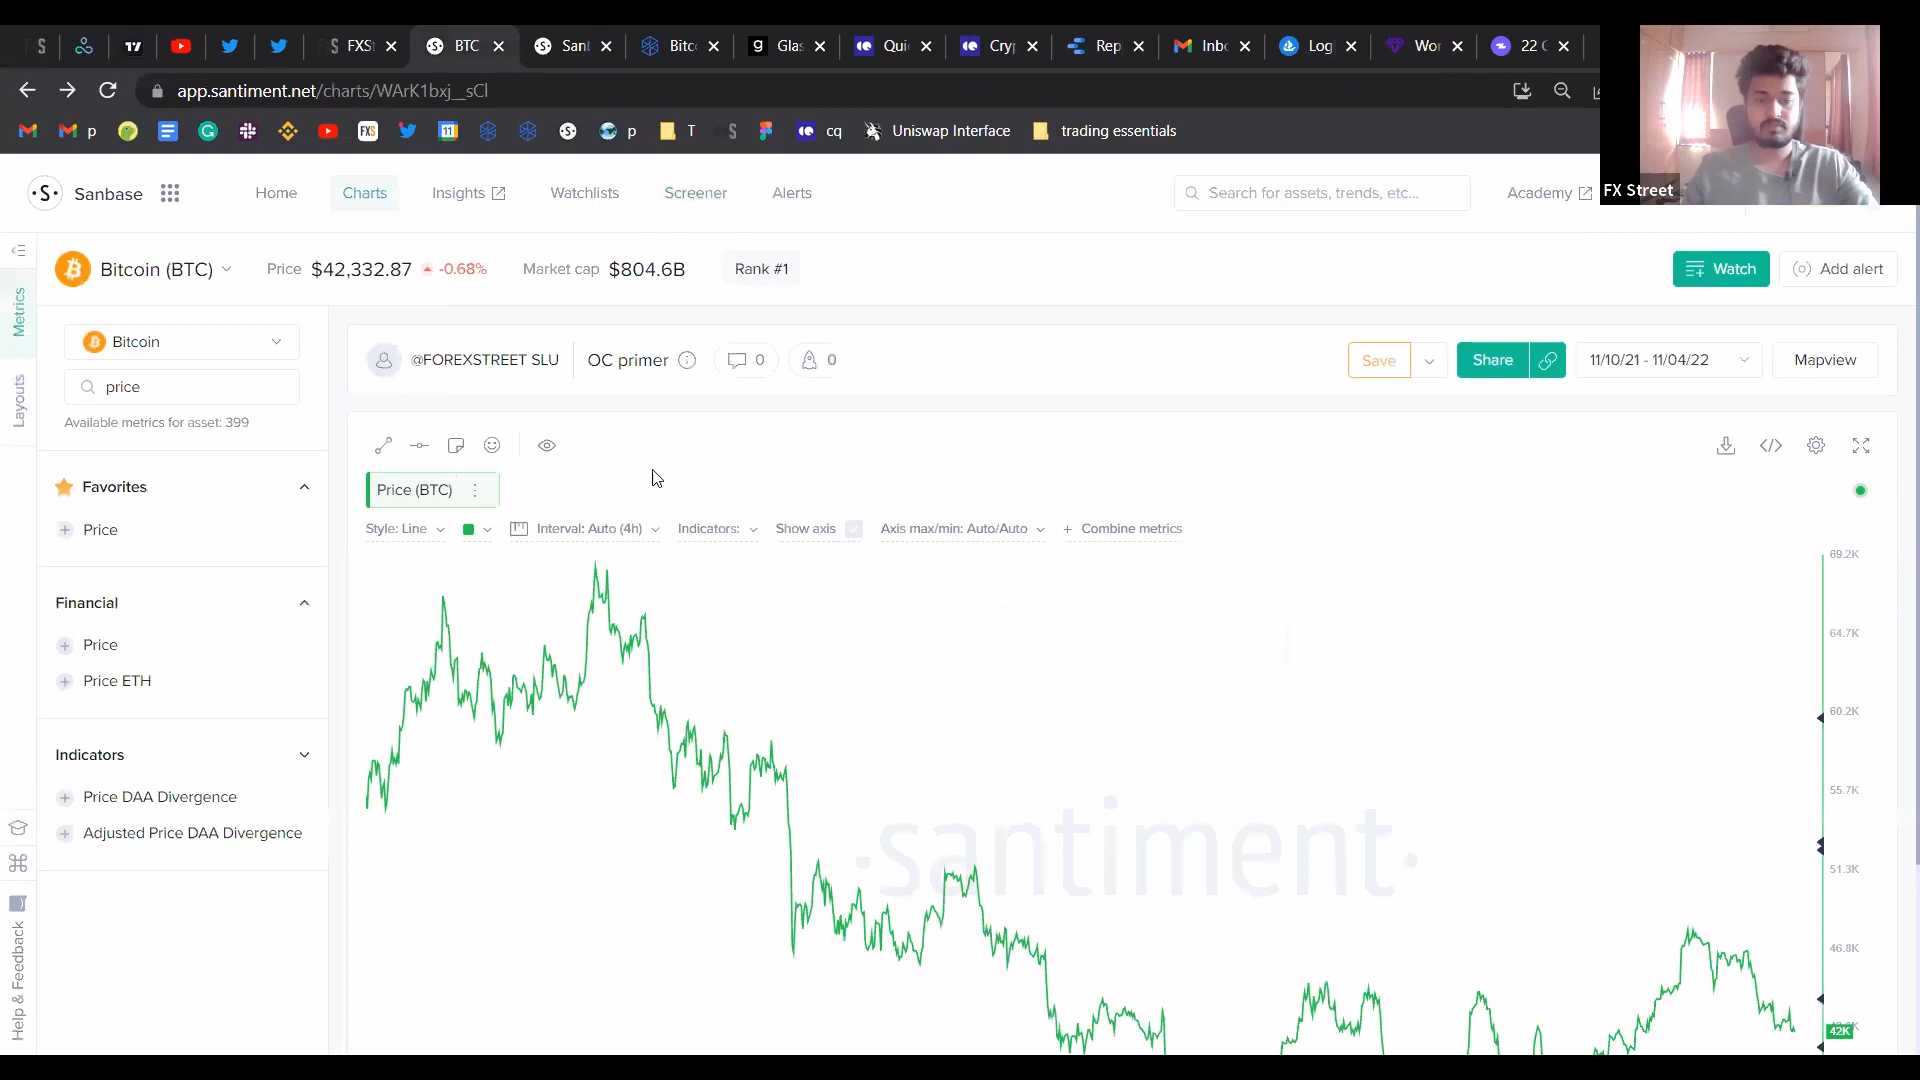 FXS
BTC
San
Bitc
Gla
Qui
Cry
Rep
Inb
Log
Wor
22
app.santiment.net/charts/WArK1bxj__sCl
p
p
T
cq
Uniswap Interface
trading essentials
FX Street
Sanbase
Home
Charts
Insights
Watchlists
Screener
Alerts
Search for assets, trends, etc...
Academy
Bitcoin (BTC)
Price $42,332.87 -0.68%
Market cap $804.6B
Rank #1
Watch
Add alert
Metrics
Layouts
Help & Feedback
Bitcoin
price
Available metrics for asset: 399
Favorites
Price
Financial
Price
Price ETH
Indicators
Price DAA Divergence
Adjusted Price DAA Divergence
@FOREXSTREET SLU
OC primer
0
0
Save
Share
11/10/21 - 11/04/22
Mapview
Price (BTC)
Style: Line
Interval: Auto (4h)
Indicators:
Show axis
Axis max/min: Auto/Auto
+ Combine metrics
69.2K
64.7K
60.2K
55.7K
51.3K
46.8K
42K
·santiment·